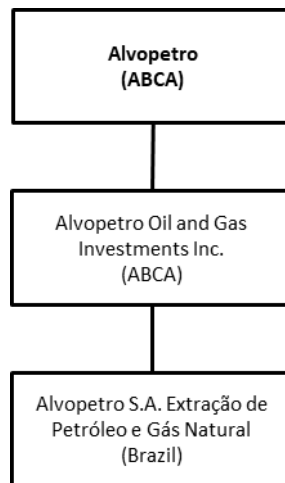 Alvopetro
(ABCA)
Alvopetro Oil and Gas
Investments Inc.
(ABCA)
Alvopetro S.A. Extração de
Petróleo e Gás Natural
(Brazil)